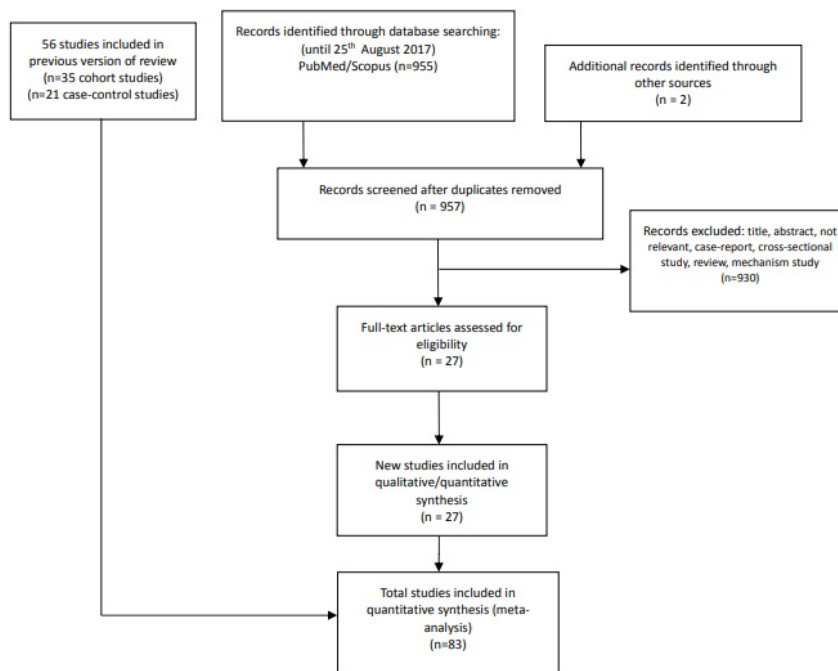 56 studies included in
previous version of review
(n=35 cohort studies)
(n=21 case-control studies)
Records identified through database searching:
(until 25th August 2017)
PubMed/Scopus (n=955)
Additional records identified through
other sources
(n = 2)
Records screened after duplicates removed
(n = 957)
Records excluded: title, abstract, not
relevant, case-report, cross-sectional
study, review, mechanism study
(n=930)
Full-text articles assessed for
eligibility
(n = 27)
New studies included in
qualitative/quantitative
synthesis
(n = 27)
Total studies included in
quantitative synthesis (meta-
analysis)
(n=83)